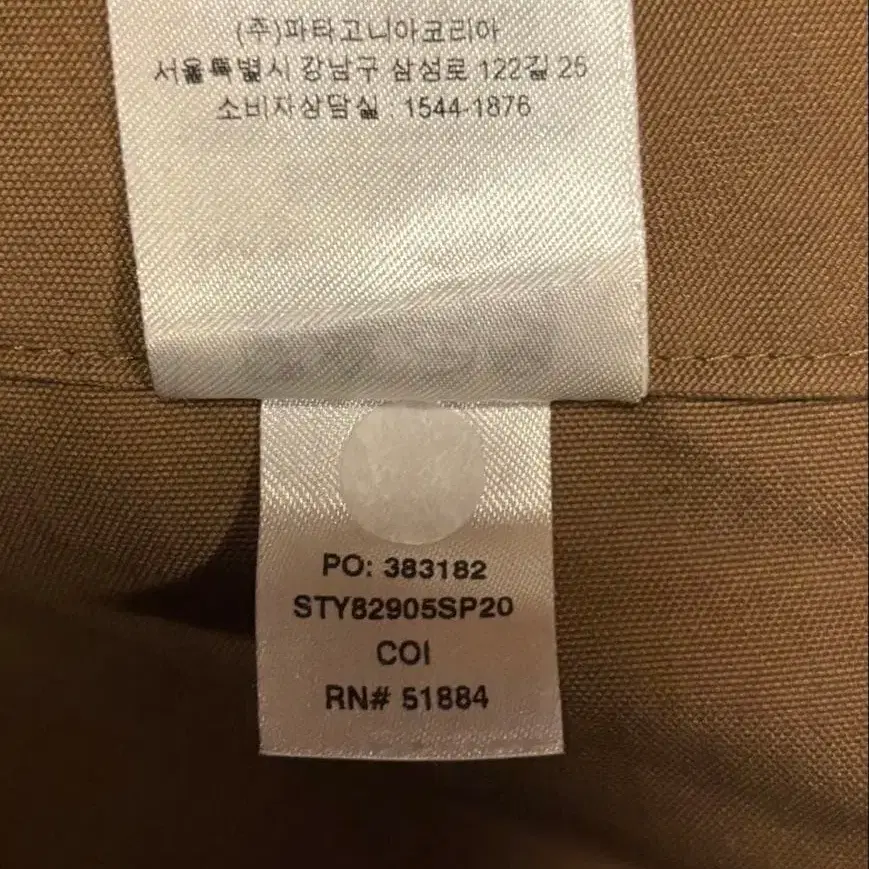 (주)파타고니아코리아
서울특별시 강남구 삼성로 122길 25
소비자상담실 : 1544-1876
PO: 383182
STY82905SP20
COI
RN# 51884